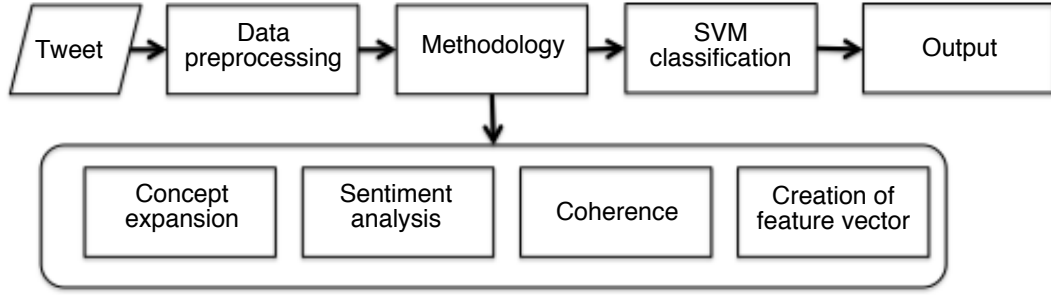 Tweet
Data
preprocessing
Methodology
SVM
classification
Output
Concept
expansion
Sentiment
analysis
Coherence
Creation of
feature vector